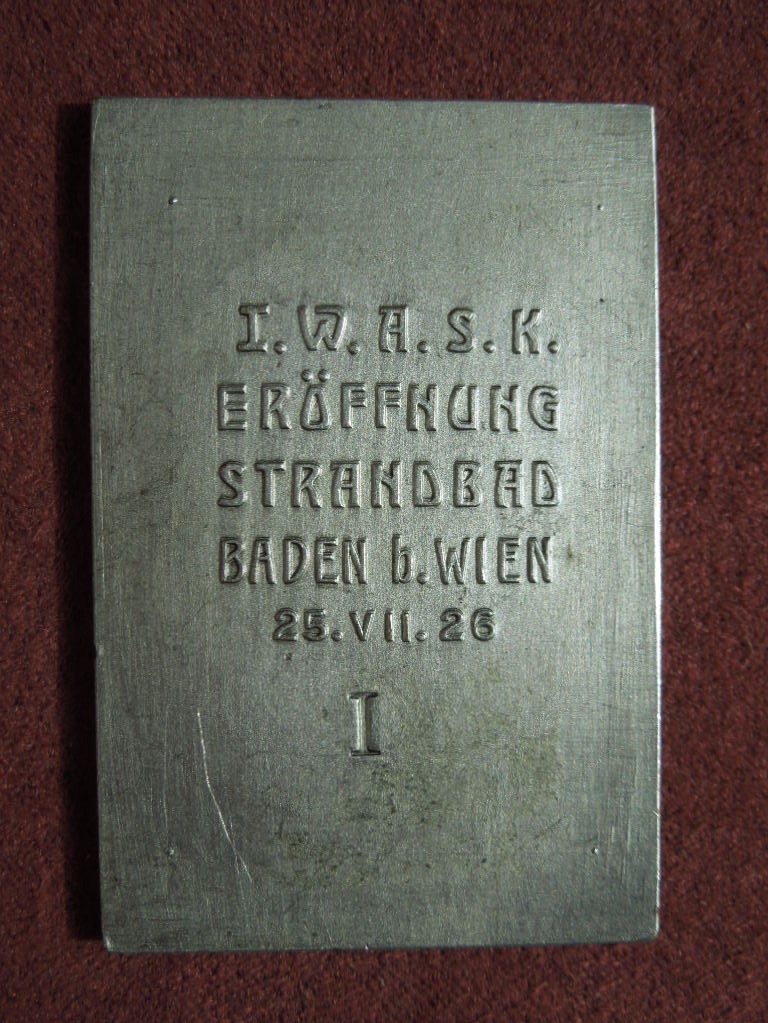 I. W. A. S. K.
ERÖFFNUNG
STRANDBAD
BADEN b. WIEN
25. VII. 26
I